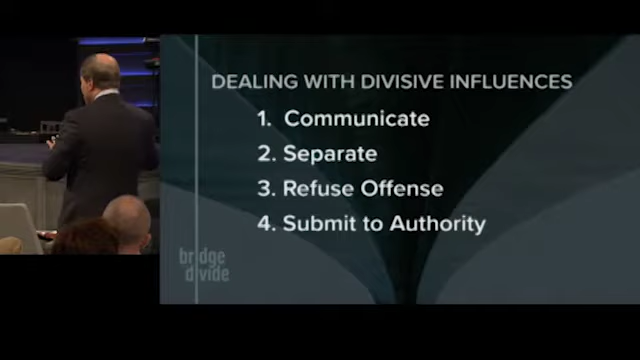 DEALING WITH DIVISIVE INFLUENCES
1. Communicate
2. Separate
3. Refuse Offense
4. Submit to Authority
bridge
divide